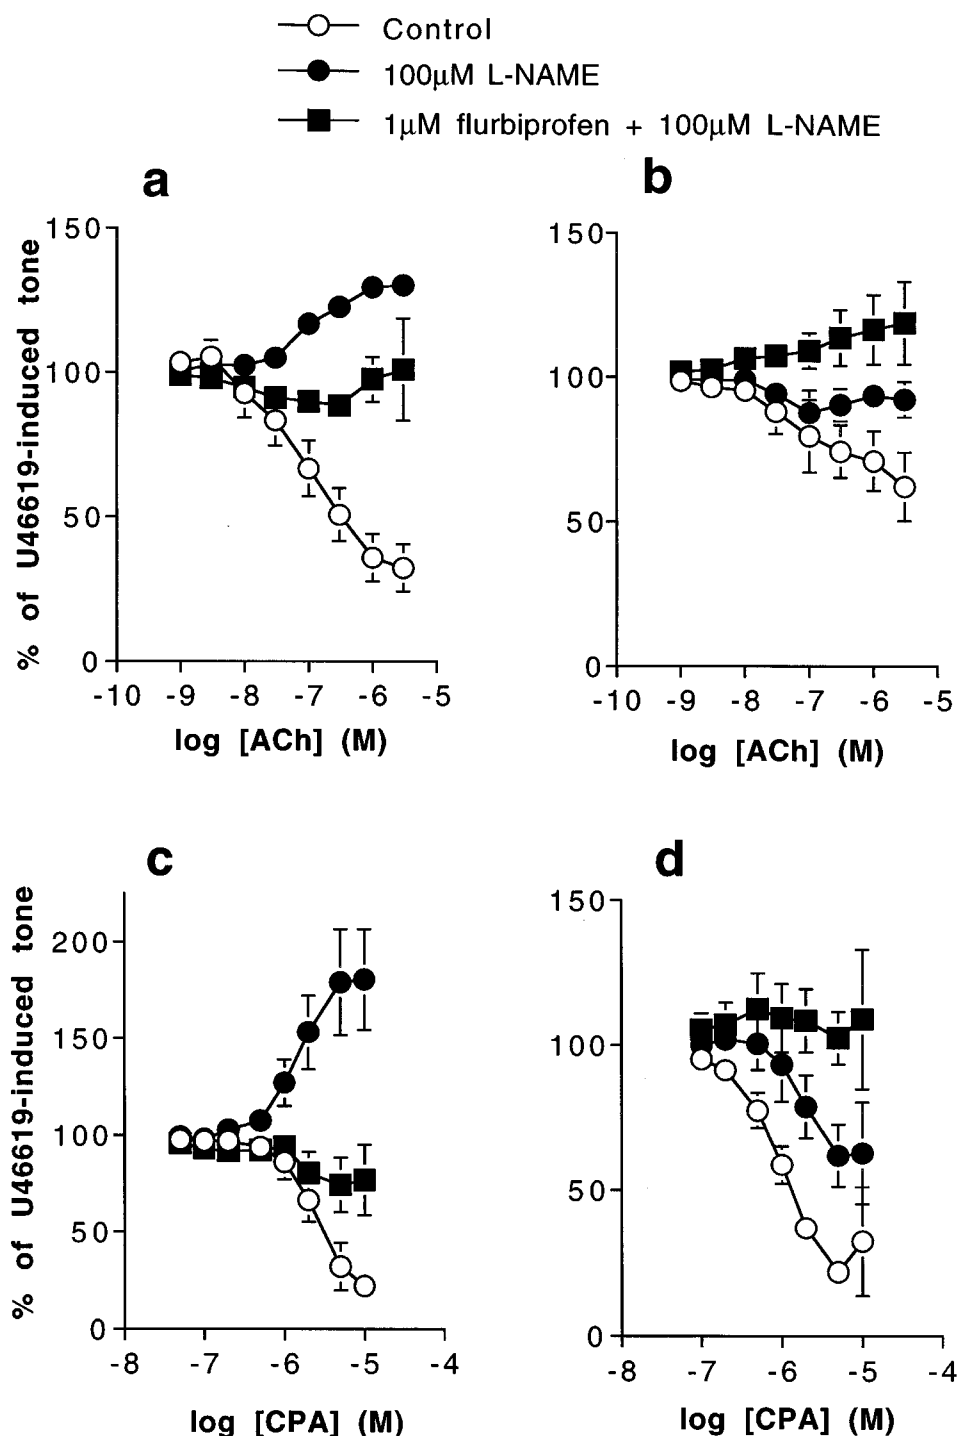 Control
100μM L-NAME
1μM flurbiprofen + 100μM L-NAME
a
b
% of U46619-induced tone
150
100
50
0
-10 -9 -8 -7 -6 -5
log [ACh] (M)
150
100
50
0
-10 -9 -8 -7 -6 -5
log [ACh] (M)
c
d
% of U46619-induced tone
200
150
100
50
0
-8 -7 -6 -5 -4
log [CPA] (M)
150
100
50
0
-8 -7 -6 -5 -4
log [CPA] (M)